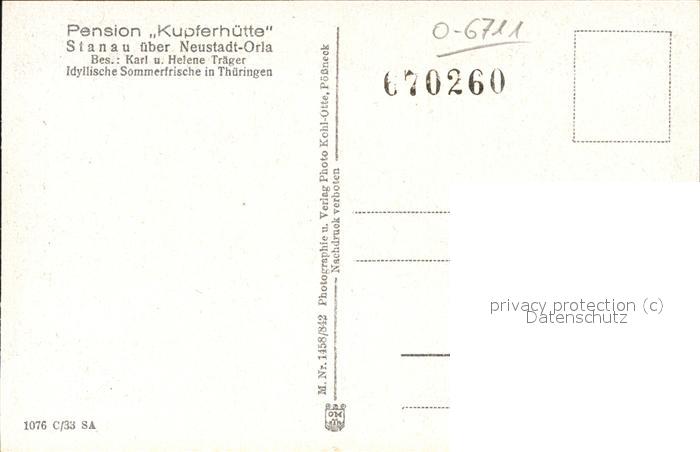 Pension „Kupferhütte"
Stanau über Neustadt-Orla
Bes.: Karl u. Helene Träger
Idyllische Sommerfrische in Thüringen
O-6711
670260
M. Nr. 1458/842 Photographie u. Verlag Photo Kohl-Otte, Pößneck
Nachdruck verboten
privacy protection (c)
Datenschutz
1076 C/33 SA